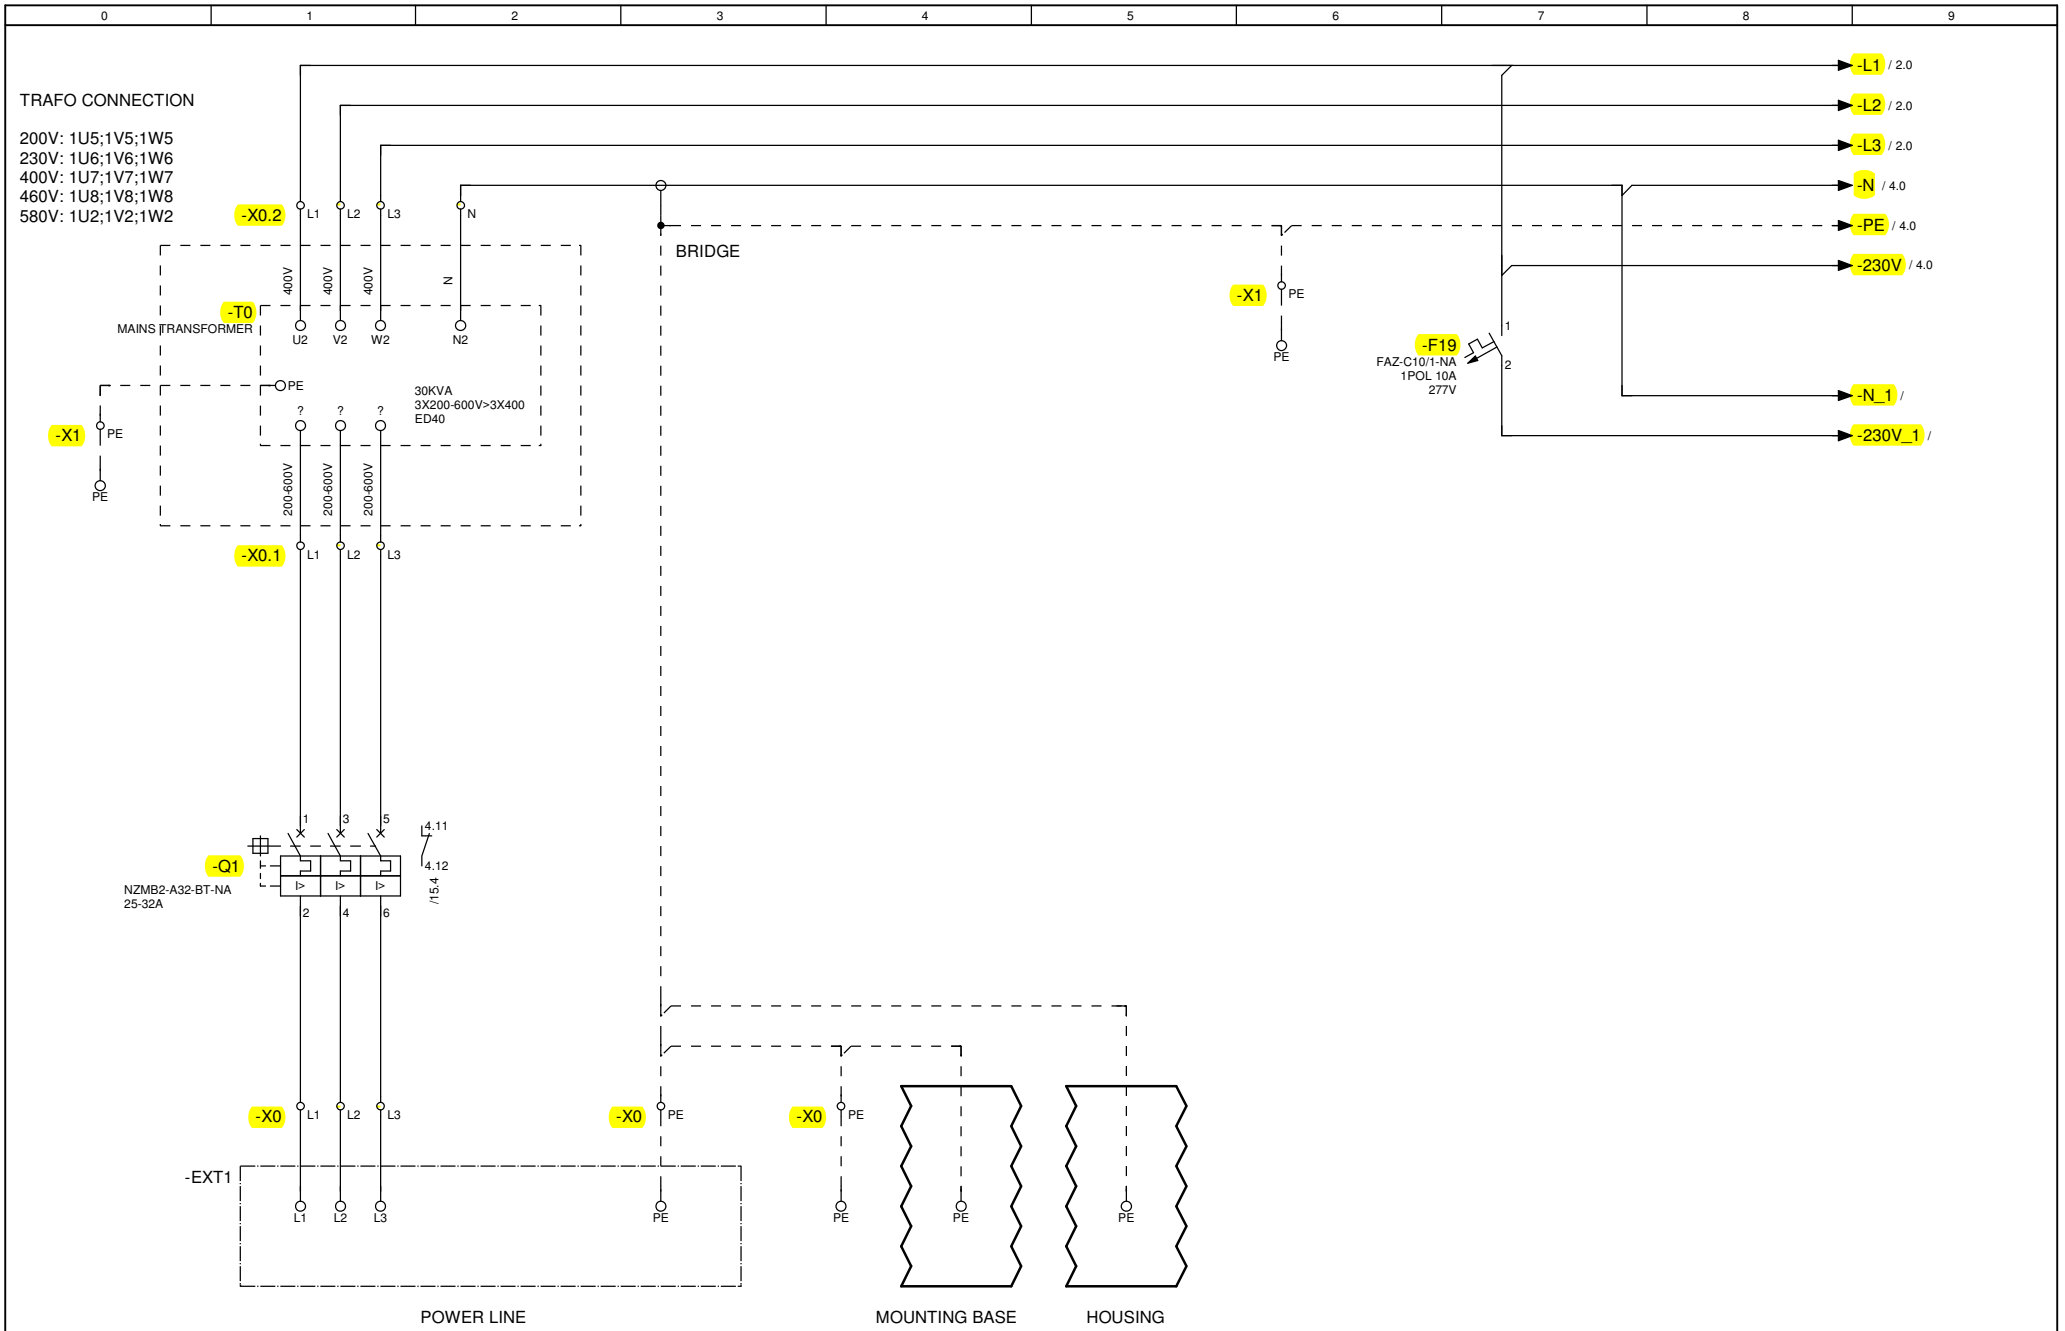 0 1 2 3 4 5 6 7 8 9
-L1 / 2.0
TRAFO CONNECTION
-L2 / 2.0
200V: 1U5;1V5;1W5
-L3 / 2.0
230V: 1U6;1V6;1W6
400V: 1U7;1V7;1W7
-N / 4.0
460V: 1U8;1V8;1W8
580V: 1U2;1V2;1W2
-X0.2 L1 L2 L3 N
-PE / 4.0
BRIDGE
-230V / 4.0
400V 400V 400V N
-X1 PE
-T0
MAINS TRANSFORMER
U2 V2 W2 N2
PE
1
-F19
FAZ-C10/1-NA
1POL 10A
277V
2
PE
30KVA
3X200-600V>3X400
ED40
-N_1 /
? ? ?
-X1 PE
-230V_1 /
200-600V 200-600V 200-600V
PE
-X0.1 L1 L2 L3
1 3 5
4.11
-Q1
4.12
NZMB2-A32-BT-NA
25-32A
I> I> I>
/15.4
2 4 6
-X0 L1 L2 L3
-X0 PE
-X0 PE
-EXT1
L1 L2 L3 PE PE PE PE
POWER LINE
MOUNTING BASE
HOUSING